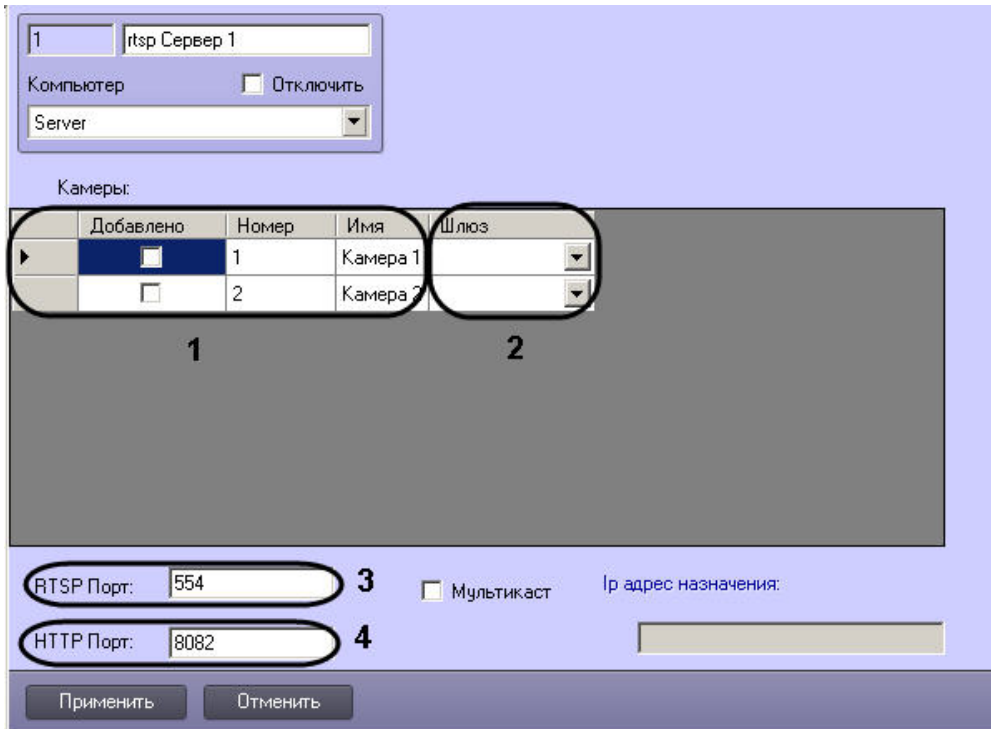 1 rtsp Сервер 1
Компьютер Отключить
Server
Камеры:
Добавлено Номер Имя Шлюз
1 Камера 1
2 Камера 2
1 2
RTSP Порт: 554 3 Мультикаст Ip адрес назначения:
HTTP Порт: 8082 4
Применить Отменить